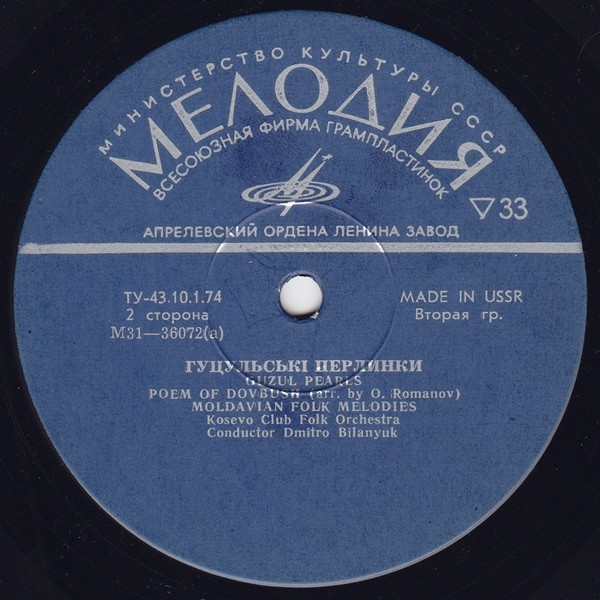 МИНИСТЕРСТВО КУЛЬТУРЫ СССР
МЕЛОДИЯ
ВСЕСОЮЗНАЯ ФИРМА ГРАМПЛАСТИНОК
33
АПРЕЛЕВСКИЙ ОРДЕНА ЛЕНИНА ЗАВОД
ТУ-43.10.1.74
MADE IN USSR
2 сторона
Вторая гр.
М31—36072(а)
ГУЦУЛЬСЬКІ ПЕРЛИНКИ
GUZUL PEARLS
POEM OF DOVBUSH (arr. by O. Romanov)
MOLDAVIAN FOLK MELODIES
Kosevo Club Folk Orchestra
Conductor Dmitro Bilanyuk